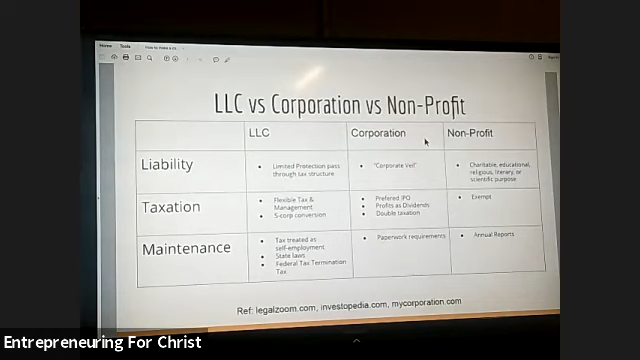 Home Tools
LLC vs Corporation vs Non-Profit
LLC Corporation Non-Profit
Liability
Limited Protection pass
through tax structure
"Corporate Veil"
Charitable, educational,
religious, literary, or
scientific purpose
Taxation
Flexible Tax &
Management
S-corp conversion
Prefered IPO
Profits as Dividends
Double taxation
Exempt
Maintenance
Tax treated as
self-employment
State laws
Federal Tax Termination
Tax
Paperwork requirements
Annual Reports
Ref: legalzoom.com, investopedia.com, mycorporation.com
Entrepreneuring For Christ